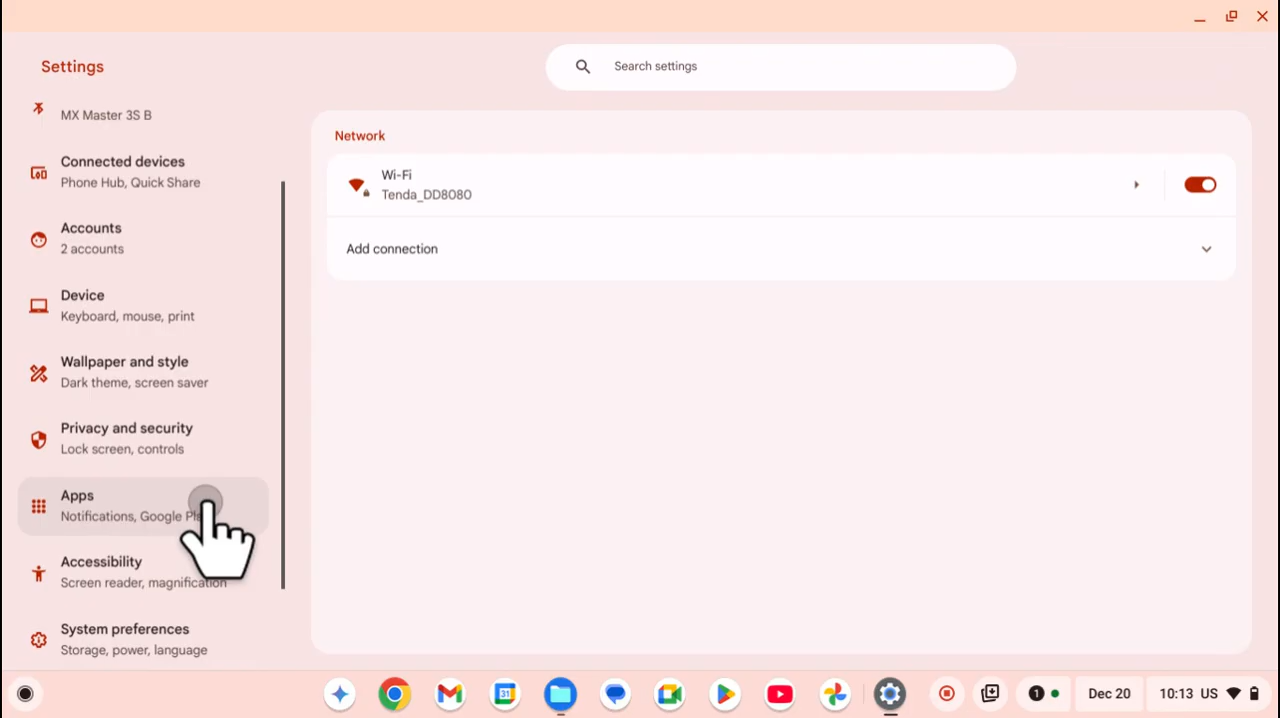 Settings
Search settings
MX Master 3S B
Connected devices
Phone Hub, Quick Share
Accounts
2 accounts
Device
Keyboard, mouse, print
Wallpaper and style
Dark theme, screen saver
Privacy and security
Lock screen, controls
Apps
Notifications, Google
Accessibility
Screen reader, magnification
System preferences
Storage, power, language
Network
Wi-Fi
Tenda_DD8080
Add connection
31
1
Dec 20
10:13 US